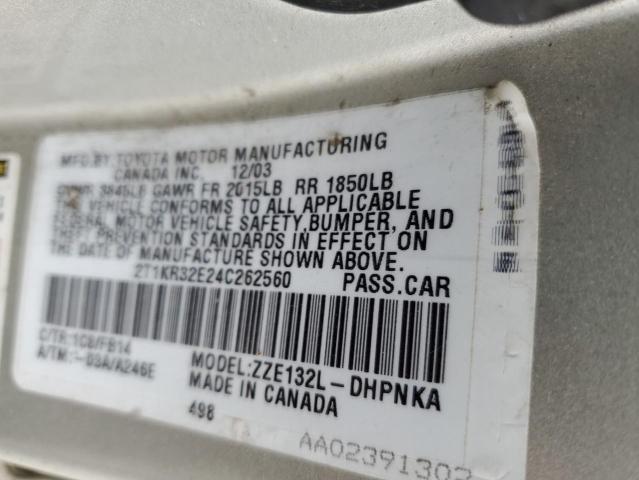 MFD.BY TOYOTA MOTOR MANUFACTURING
CANADA INC. 12/03
GVWR 3845LB GAWR FR 2015LB RR 1850LB
THE VEHICLE CONFORMS TO ALL APPLICABLE
FEDERAL MOTOR VEHICLE SAFETY,BUMPER, AND
THEFT PREVENTION STANDARDS IN EFFECT ON
THE DATE OF MANUFACTURE SHOWN ABOVE.
2T1KR32E24C262560 PASS.CAR
C/TR:1C8/FB14
A/TM:-03A/A246E
MODEL:ZZE132L-DHPNKA
MADE IN CANADA
498
AA02391302